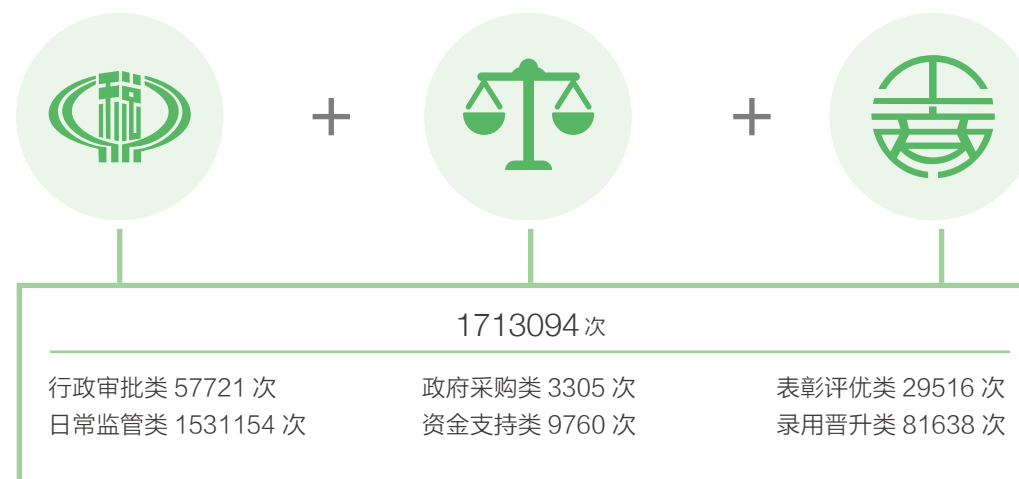 1713094 次
行政审批类 57721 次 政府采购类 3305 次 表彰评优类 29516 次
日常监管类 1531154 次 资金支持类 9760 次 录用晋升类 81638 次